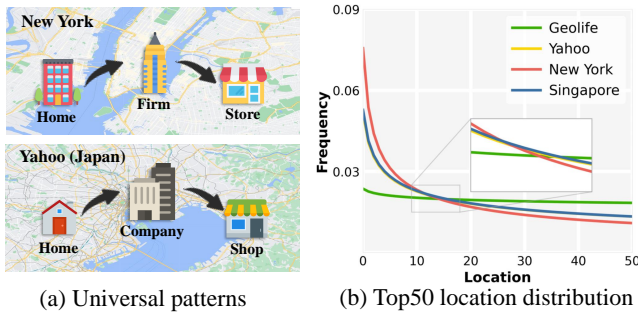 New York
Home
Firm
Store
Yahoo (Japan)
Home
Company
Shop
(a) Universal patterns
0.09
0.06
0.03
Frequency
Geolife
Yahoo
New York
Singapore
0 10 20 30 40 50
Location
(b) Top50 location distribution